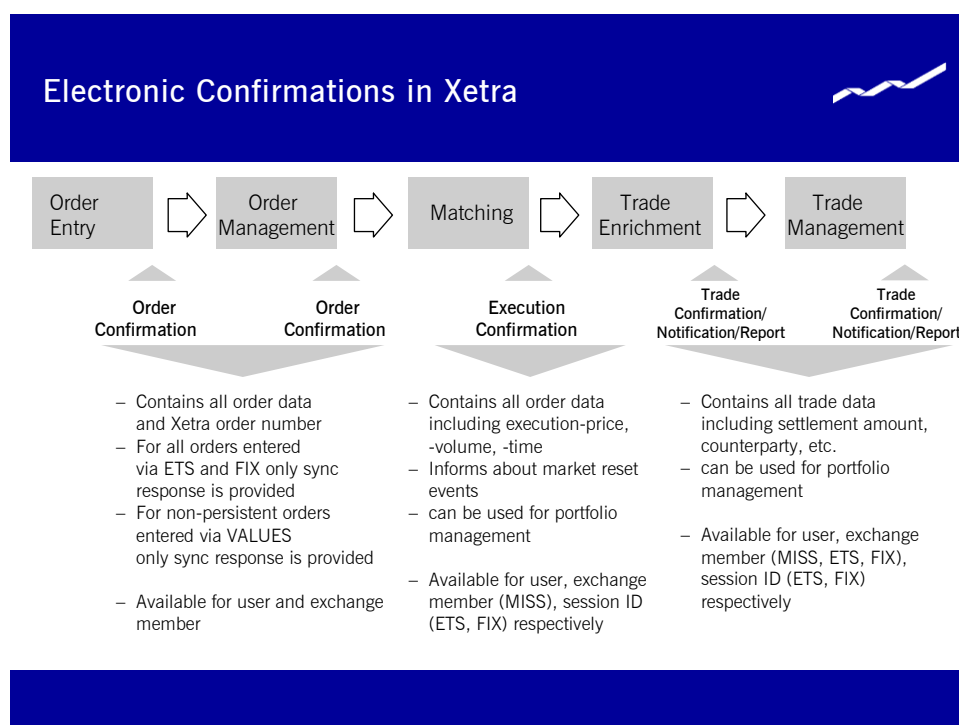 Electronic Confirmations in Xetra
Order
Entry
Order
Management
Matching
Trade
Enrichment
Trade
Management
Order
Confirmation
Order
Confirmation
Execution
Confirmation
Trade
Confirmation/
Notification/Report
Trade
Confirmation/
Notification/Report
– Contains all order data
and Xetra order number
– For all orders entered
via ETS and FIX only sync
response is provided
– For non-persistent orders
entered via VALUES
only sync response is provided
– Available for user and exchange
member
– Contains all order data
including execution-price,
-volume, -time
– Informs about market reset
events
– can be used for portfolio
management
– Available for user, exchange
member (MISS), session ID
(ETS, FIX) respectively
– Contains all trade data
including settlement amount,
counterparty, etc.
– can be used for portfolio
management
– Available for user, exchange
member (MISS, ETS, FIX),
session ID (ETS, FIX)
respectively